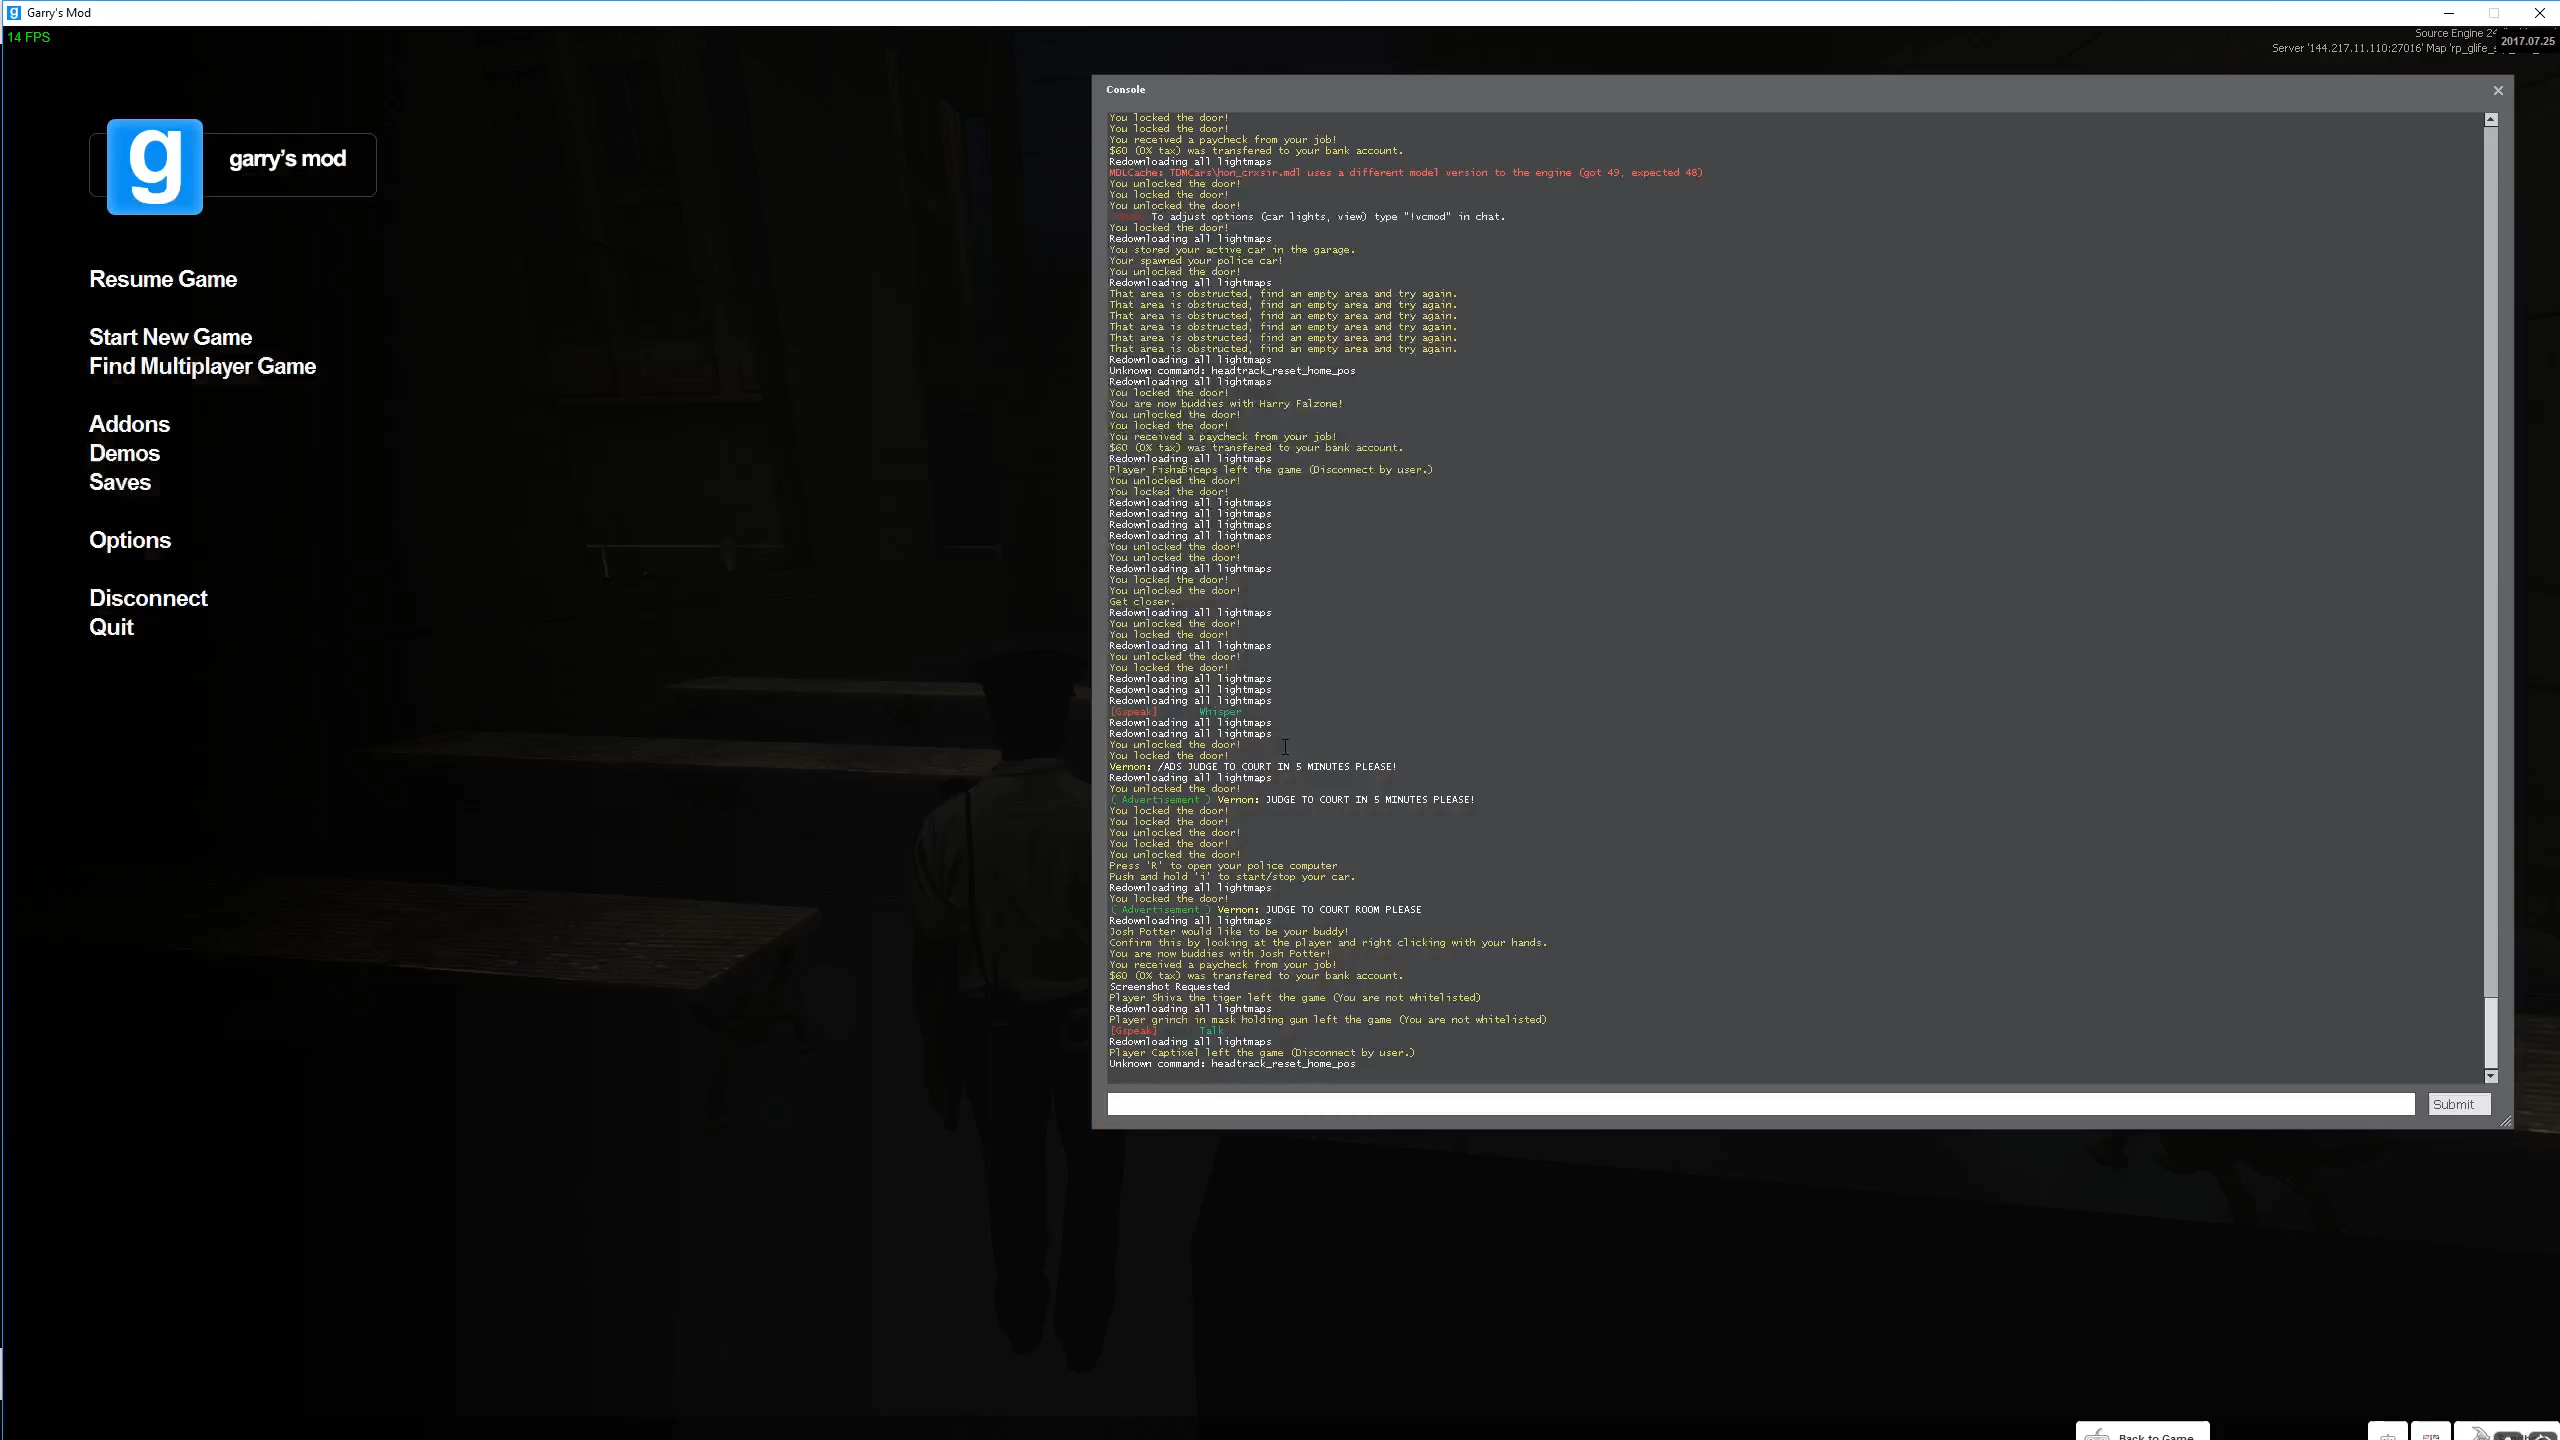 Garry's Mod
14 FPS
Source Engine 24
2017.07.25
Server '144.217.11.110:27016' Map 'rp_glife_
g
garry's mod
Resume Game
Start New Game
Find Multiplayer Game
Addons
Demos
Saves
Options
Disconnect
Quit
Console
You locked the door!
You locked the door!
You received a paycheck from your job!
$60 (0% tax) was transfered to your bank account.
Redownloading all lightmaps
MDLCache: TDMCars\hon_crxsir.mdl uses a different model version to the engine (got 49, expected 48)
You unlocked the door!
You locked the door!
You unlocked the door!
To adjust options (car lights, view) type "!vcmod" in chat.
You locked the door!
Redownloading all lightmaps
You stored your active car in the garage.
Your spawned your police car!
You unlocked the door!
Redownloading all lightmaps
That area is obstructed, find an empty area and try again.
That area is obstructed, find an empty area and try again.
That area is obstructed, find an empty area and try again.
That area is obstructed, find an empty area and try again.
That area is obstructed, find an empty area and try again.
That area is obstructed, find an empty area and try again.
Redownloading all lightmaps
Unknown command: headtrack_reset_home_pos
Redownloading all lightmaps
You locked the door!
You are now buddies with Harry Falzone!
You unlocked the door!
You locked the door!
You received a paycheck from your job!
$60 (0% tax) was transfered to your bank account.
Redownloading all lightmaps
Player FishaBiceps left the game (Disconnect by user.)
You unlocked the door!
You locked the door!
Redownloading all lightmaps
Redownloading all lightmaps
Redownloading all lightmaps
Redownloading all lightmaps
You unlocked the door!
You unlocked the door!
Redownloading all lightmaps
You locked the door!
You unlocked the door!
Get closer.
Redownloading all lightmaps
You unlocked the door!
You locked the door!
Redownloading all lightmaps
You unlocked the door!
You locked the door!
Redownloading all lightmaps
Redownloading all lightmaps
Redownloading all lightmaps
[Gspeak] Whisper
Redownloading all lightmaps
Redownloading all lightmaps
You unlocked the door!
You locked the door!
Vernon: /ADS JUDGE TO COURT IN 5 MINUTES PLEASE!
Redownloading all lightmaps
You unlocked the door!
( Advertisement ) Vernon: JUDGE TO COURT IN 5 MINUTES PLEASE!
You locked the door!
You locked the door!
You unlocked the door!
You locked the door!
You unlocked the door!
Press 'R' to open your police computer
Push and hold 'i' to start/stop your car.
Redownloading all lightmaps
You locked the door!
( Advertisement ) Vernon: JUDGE TO COURT ROOM PLEASE
Redownloading all lightmaps
Josh Potter would like to be your buddy!
Confirm this by looking at the player and right clicking with your hands.
You are now buddies with Josh Potter!
You received a paycheck from your job!
$60 (0% tax) was transfered to your bank account.
Screenshot Requested
Player Shiva the tiger left the game (You are not whitelisted)
Redownloading all lightmaps
Player grinch in mask holding gun left the game (You are not whitelisted)
[Gspeak] Talk
Redownloading all lightmaps
Player Captixel left the game (Disconnect by user.)
Unknown command: headtrack_reset_home_pos
Submit
Back to Game